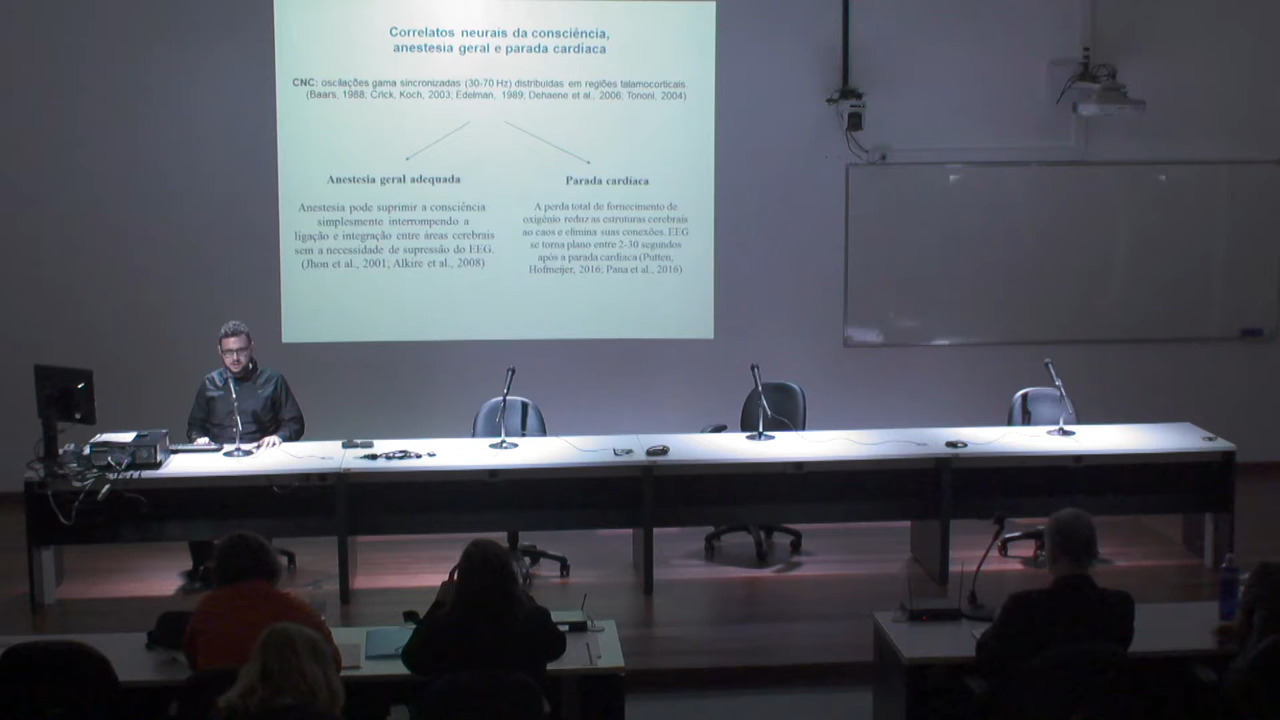 Correlatos neurais da consciência,
anestesia geral e parada cardíaca
CNC: oscilações gama sincronizadas (30-70 Hz) distribuídas em regiões talamocorticais.
(Baars, 1988; Crick, Koch, 2003; Edelman, 1989; Dehaene et al., 2006; Tononi, 2004)
Anestesia geral adequada
Anestesia pode suprimir a consciência
simplesmente interrompendo a
ligação e integração entre áreas cerebrais
sem a necessidade de supressão do EEG.
(Jhon et al., 2001; Alkire et al., 2008)
Parada cardíaca
A perda total de fornecimento de
oxigênio reduz as estruturas cerebrais
ao caos e elimina suas conexões. EEG
se torna plano entre 2-30 segundos
após a parada cardíaca (Putten,
Hofmeijer, 2016; Pana et al., 2016)